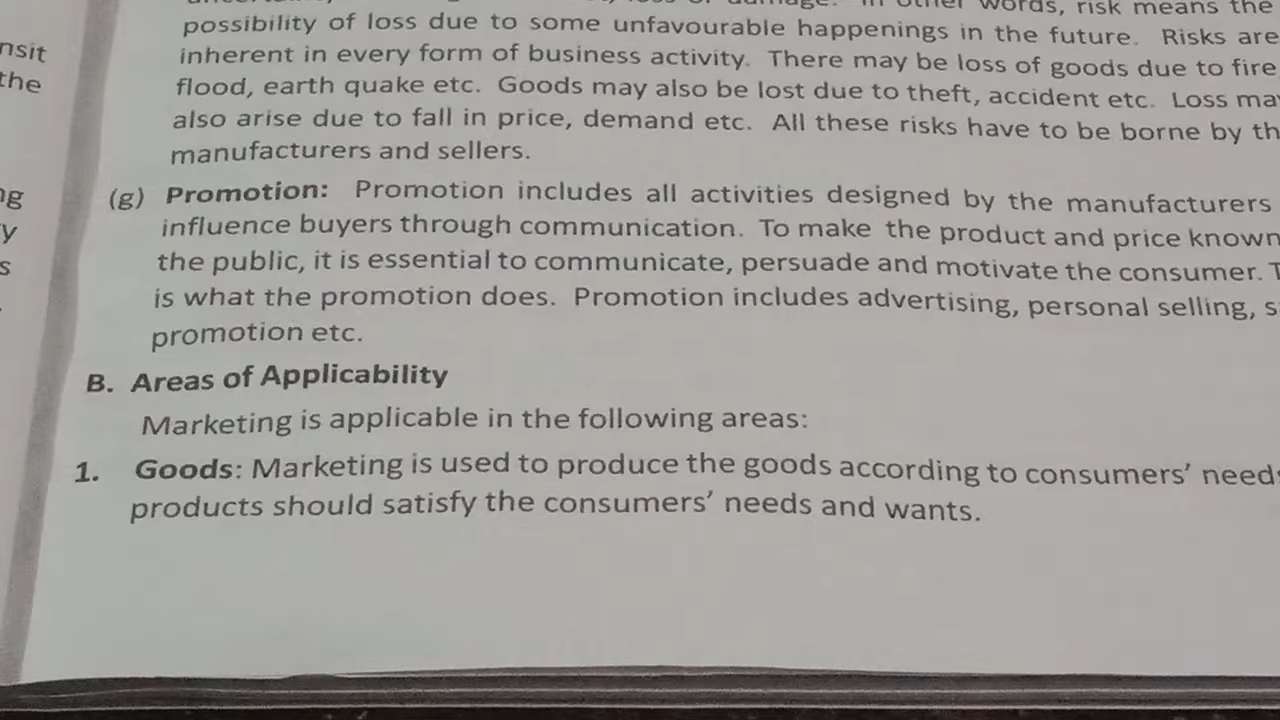 words, risk means the
possibility of loss due to some unfavourable happenings in the future. Risks are
inherent in every form of business activity. There may be loss of goods due to fire
flood, earth quake etc. Goods may also be lost due to theft, accident etc. Loss may
also arise due to fall in price, demand etc. All these risks have to be borne by
manufacturers and sellers.
(g) Promotion: Promotion includes all activities designed by the manufacturers
influence buyers through communication. To make the product and price known
the public, it is essential to communicate, persuade and motivate the consumer.
is what the promotion does. Promotion includes advertising, personal selling,
promotion etc.
B. Areas of Applicability
Marketing is applicable in the following areas:
1. Goods: Marketing is used to produce the goods according to consumers' needs
products should satisfy the consumers' needs and wants.